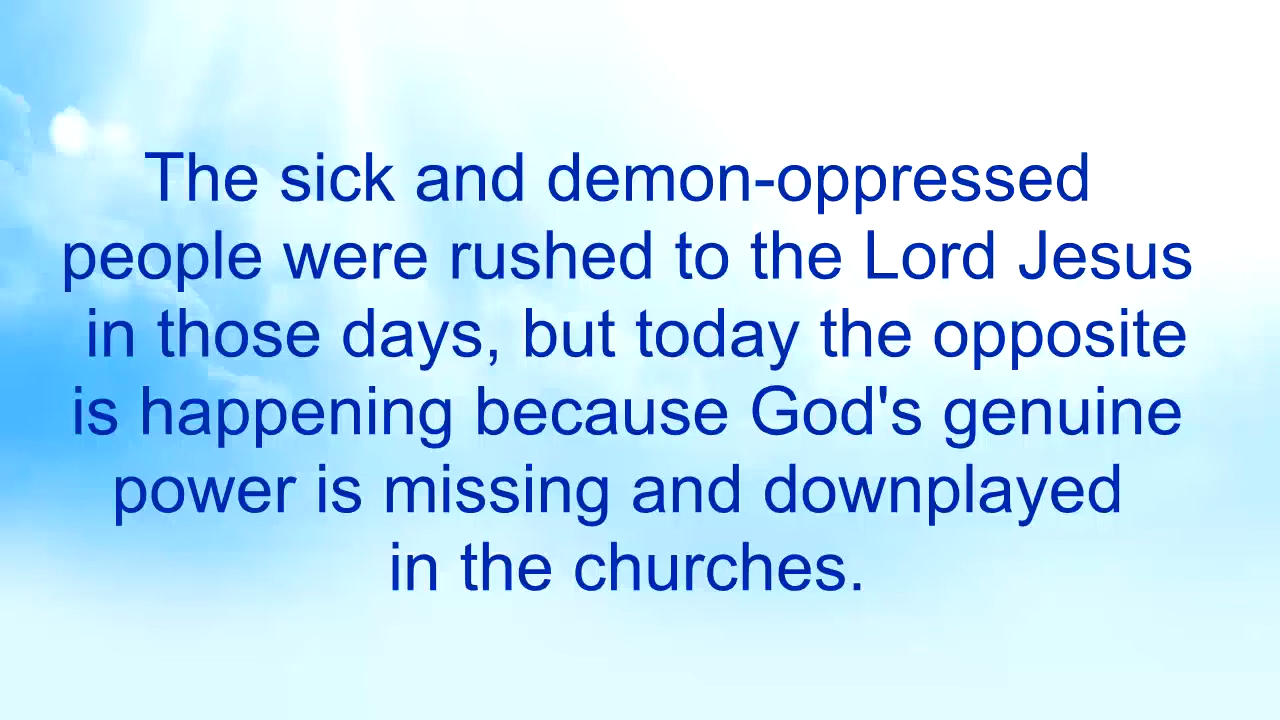 The sick and demon-oppressed
people were rushed to the Lord Jesus
in those days, but today the opposite
is happening because God's genuine
power is missing and downplayed
in the churches.